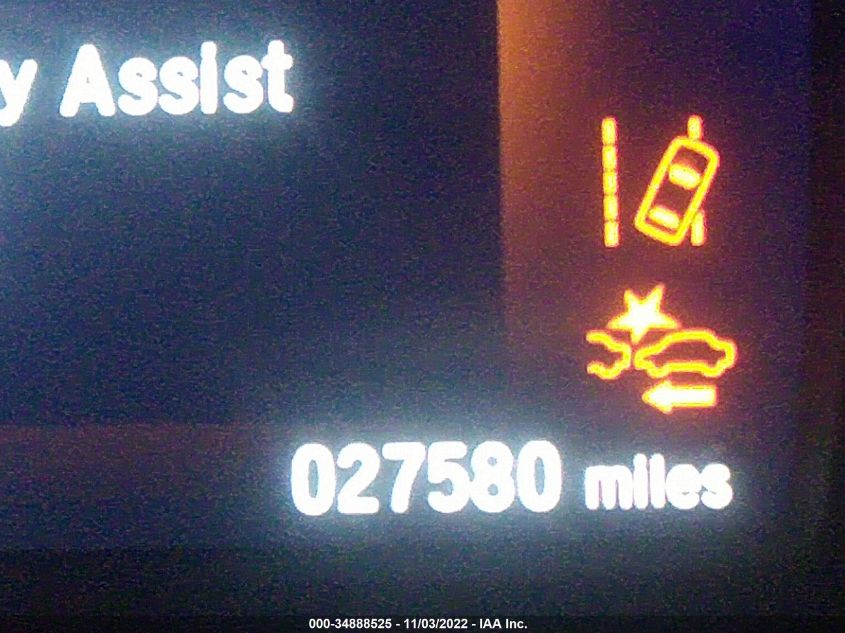 y Assist
027580 miles
000-34888525 - 11/03/2022 - IAA Inc.